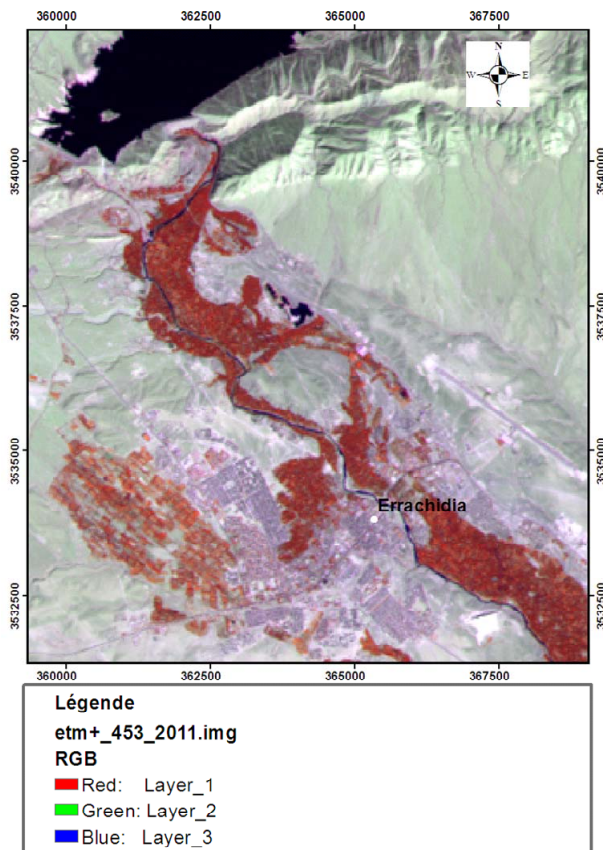 360000 362500 365000 367500
N
W E
S
3540000 3540000
3537500 3537500
3535000 3535000
Errachidia
3532500 3532500
360000 362500 365000 367500
Légende
etm+_453_2011.img
RGB
Red: Layer_1
Green: Layer_2
Blue: Layer_3